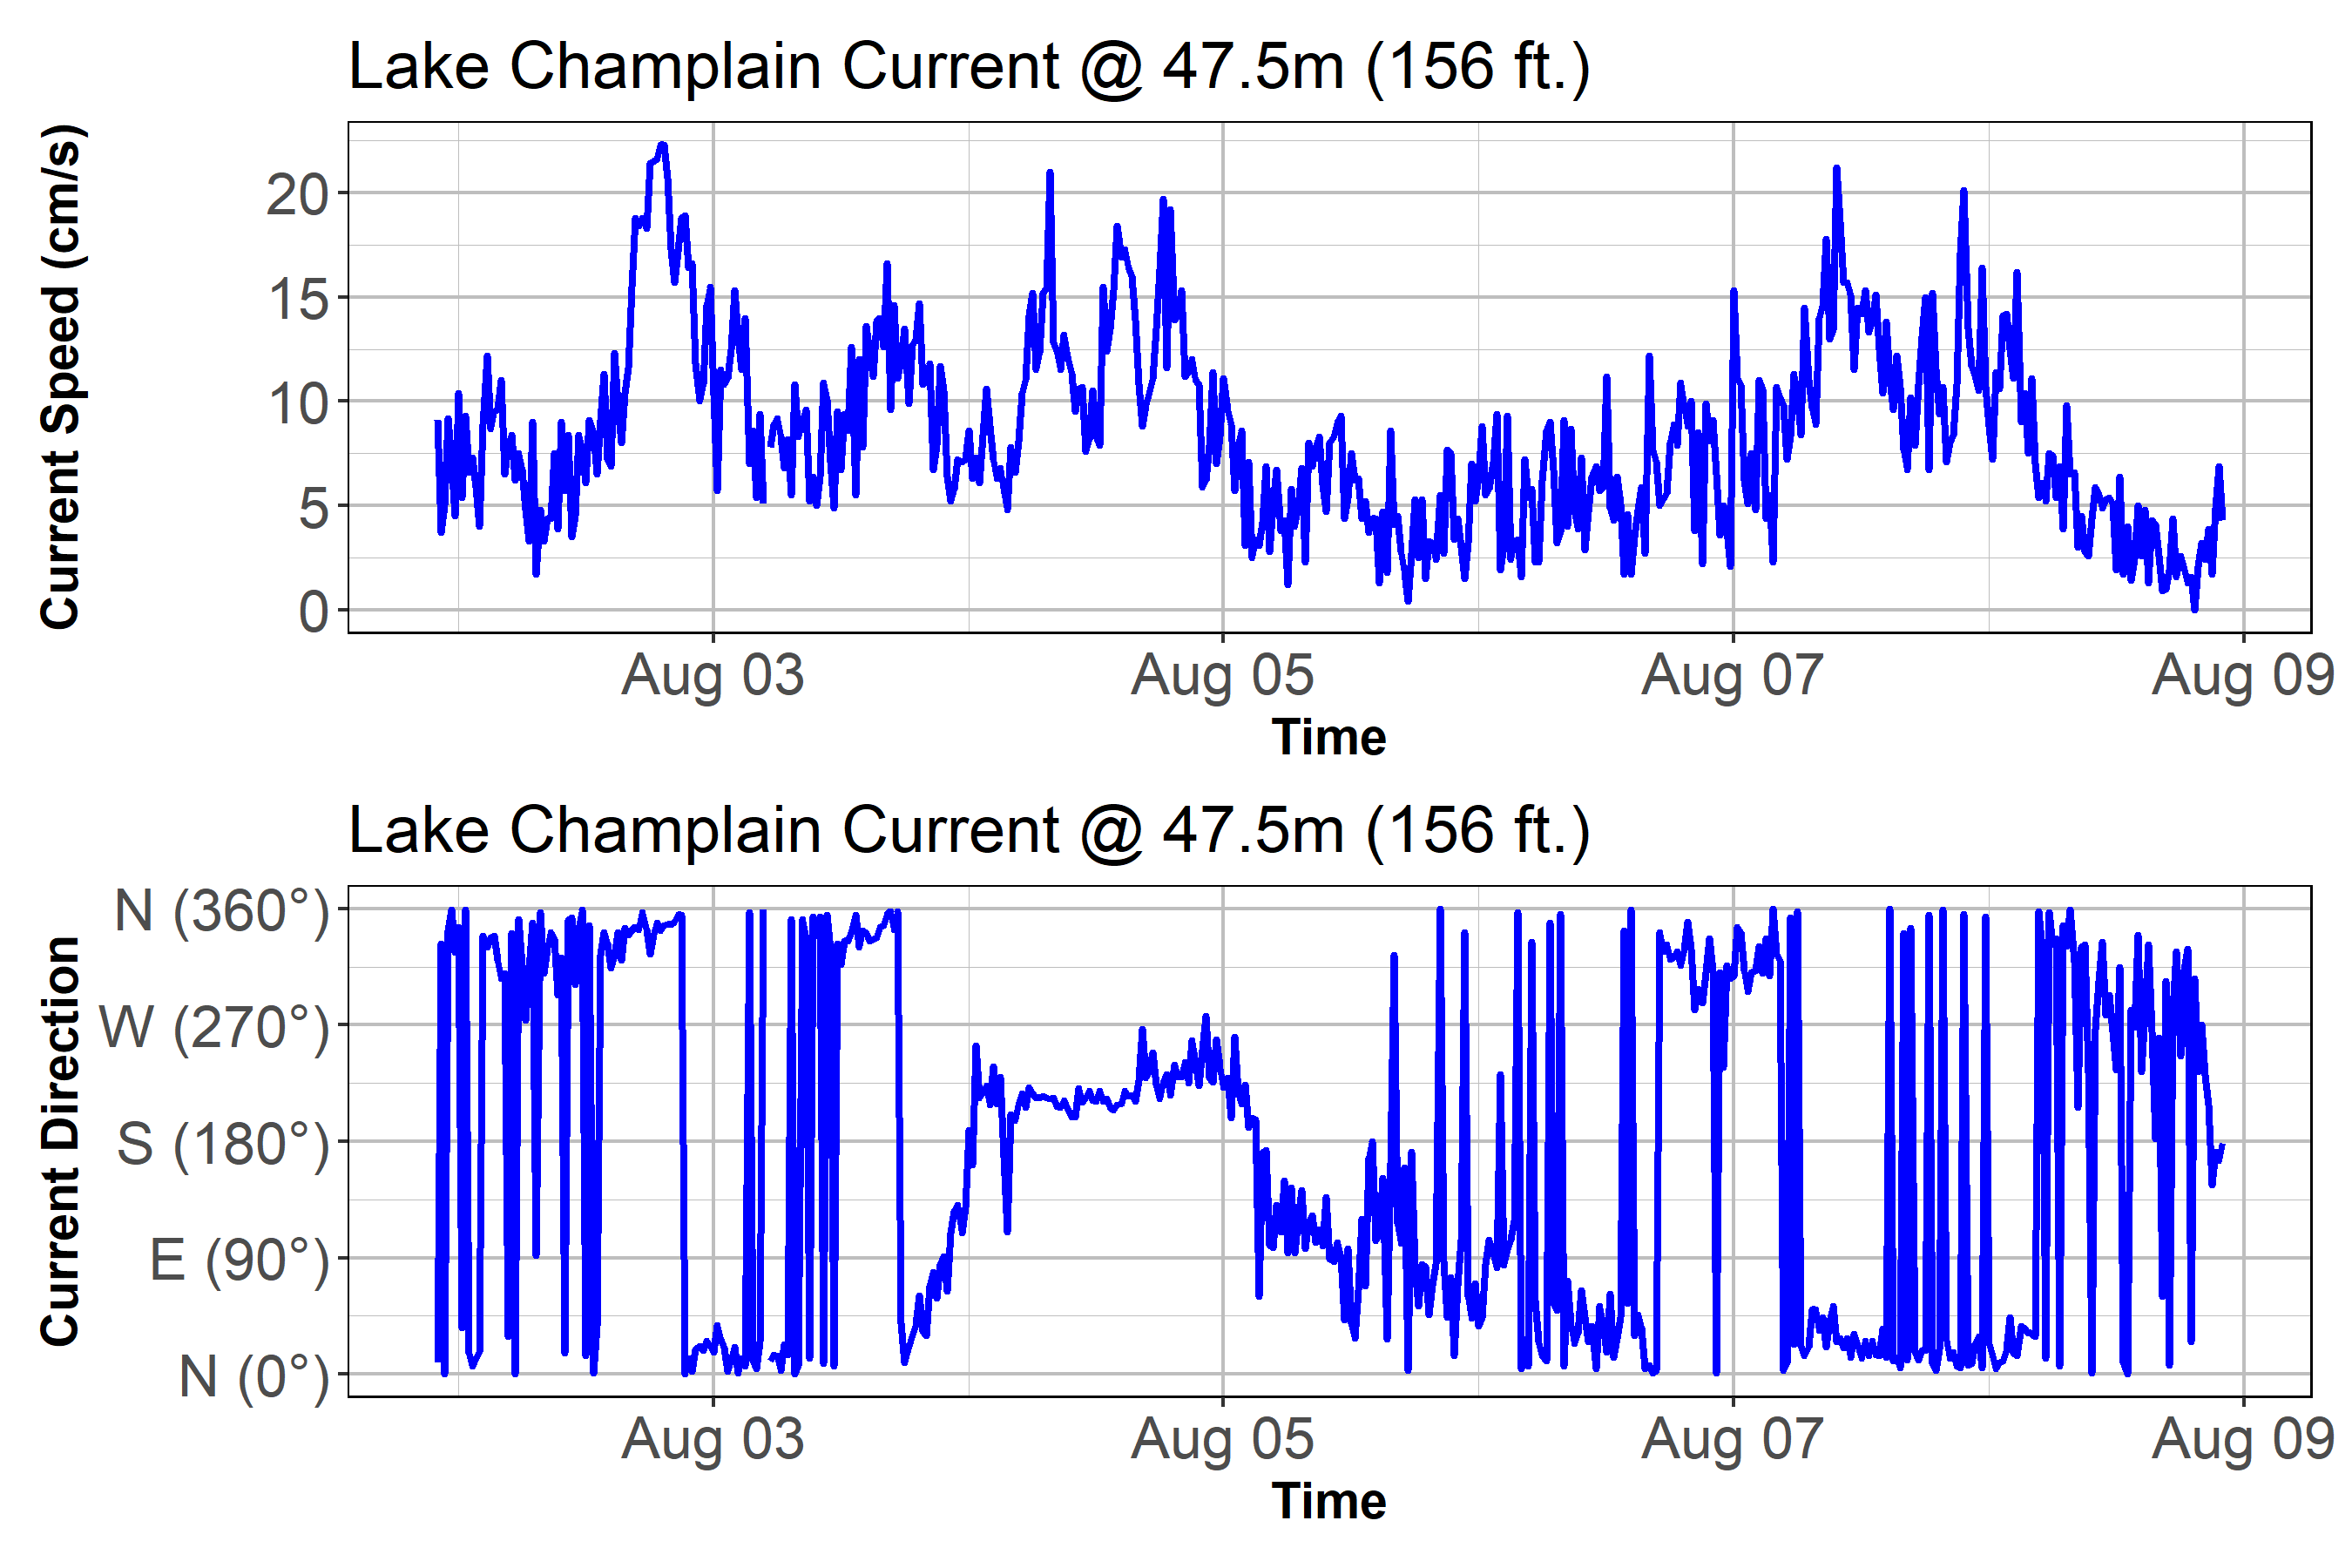 Lake Champlain Current @ 47.5m (156 ft.)
Current Speed (cm/s)
20
15
10
5
0
Aug 03 Aug 05 Aug 07 Aug 09
Time
Lake Champlain Current @ 47.5m (156 ft.)
Current Direction
N (360°)
W (270°)
S (180°)
E (90°)
N (0°)
Aug 03 Aug 05 Aug 07 Aug 09
Time